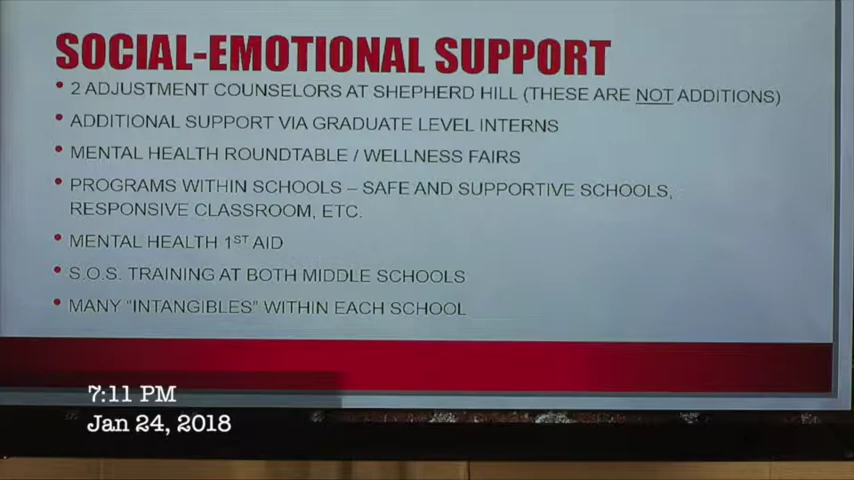 SOCIAL-EMOTIONAL SUPPORT
• 2 ADJUSTMENT COUNSELORS AT SHEPHERD HILL (THESE ARE NOT ADDITIONS)
• ADDITIONAL SUPPORT VIA GRADUATE LEVEL INTERNS
• MENTAL HEALTH ROUNDTABLE / WELLNESS FAIRS
• PROGRAMS WITHIN SCHOOLS – SAFE AND SUPPORTIVE SCHOOLS,
RESPONSIVE CLASSROOM, ETC.
• MENTAL HEALTH 1ST AID
• S.O.S. TRAINING AT BOTH MIDDLE SCHOOLS
• MANY "INTANGIBLES" WITHIN EACH SCHOOL
7:11 PM
Jan 24, 2018